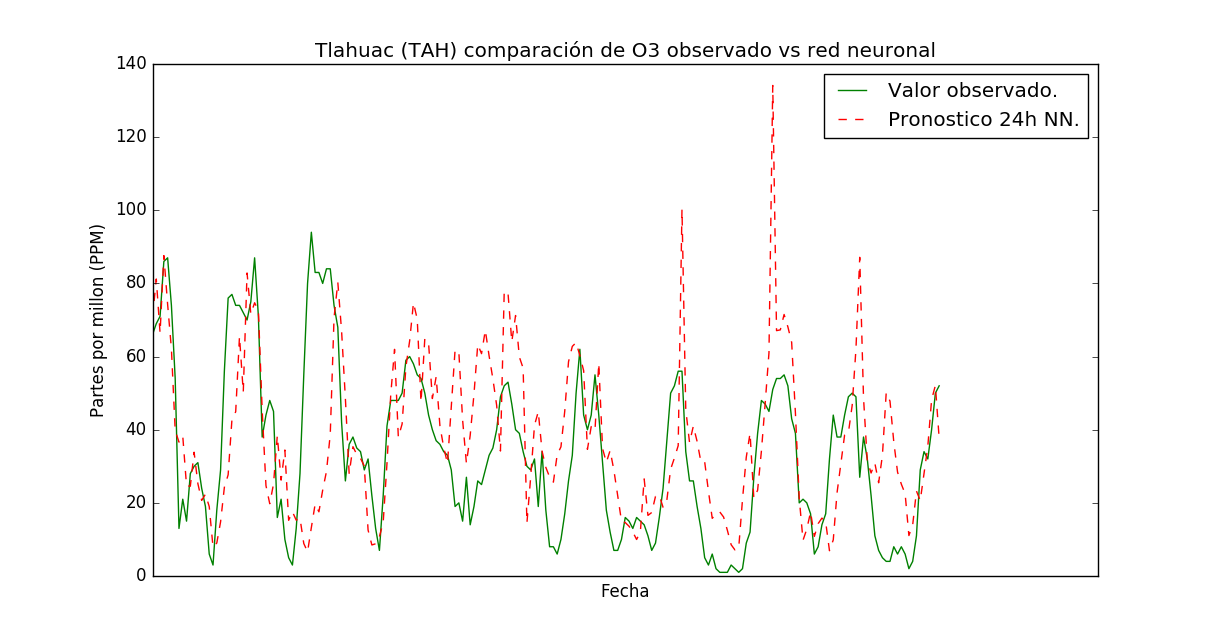 Tlahuac (TAH) comparación de O3 observado vs red neuronal
140
120
100
80
60
40
20
0
Partes por millon (PPM)
Fecha
Valor observado.
Pronostico 24h NN.